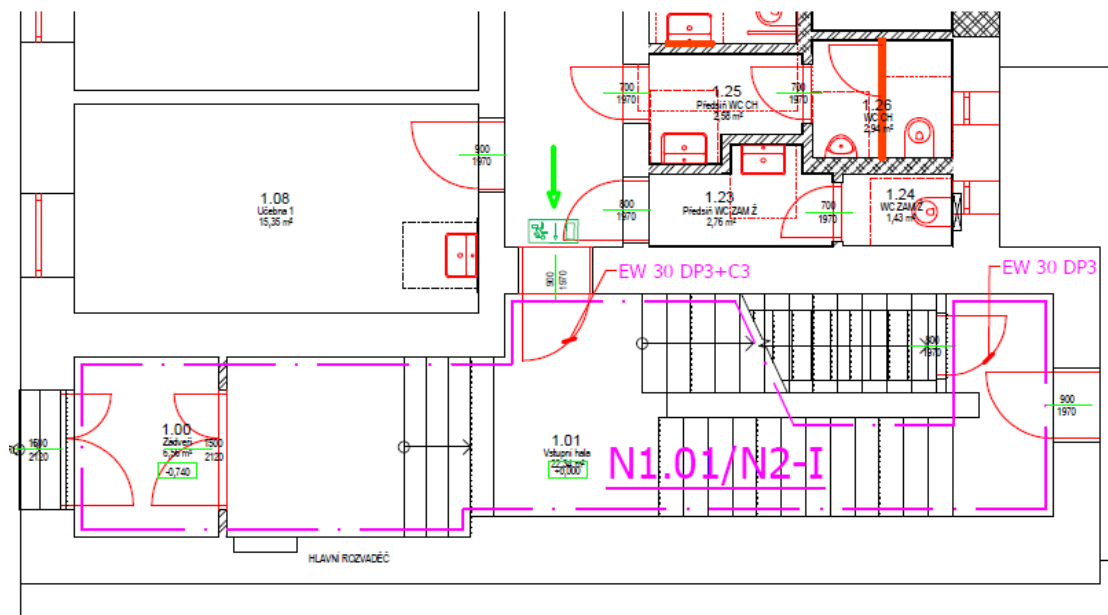 1.25
Předsíň WC CH
2,58 m²
700
1970
700
1970
1.26
WC CH
2,94 m²
900
1970
1.08
Učebna 1
15,35 m²
800
1970
1.23
Předsíň WC ZAM Ž
2,76 m²
700
1970
1.24
WC ZAM Ž
1,43 m²
900
1970
EW 30 DP3+C3
EW 30 DP3
1970
900
1970
1.00
Zádveří
6,56 m²
-0,740
2120
1500
2120
1.01
Vstupní hala
22,34 m²
+0,000
N1.01/N2-I
HLAVNÍ ROZVADĚČ